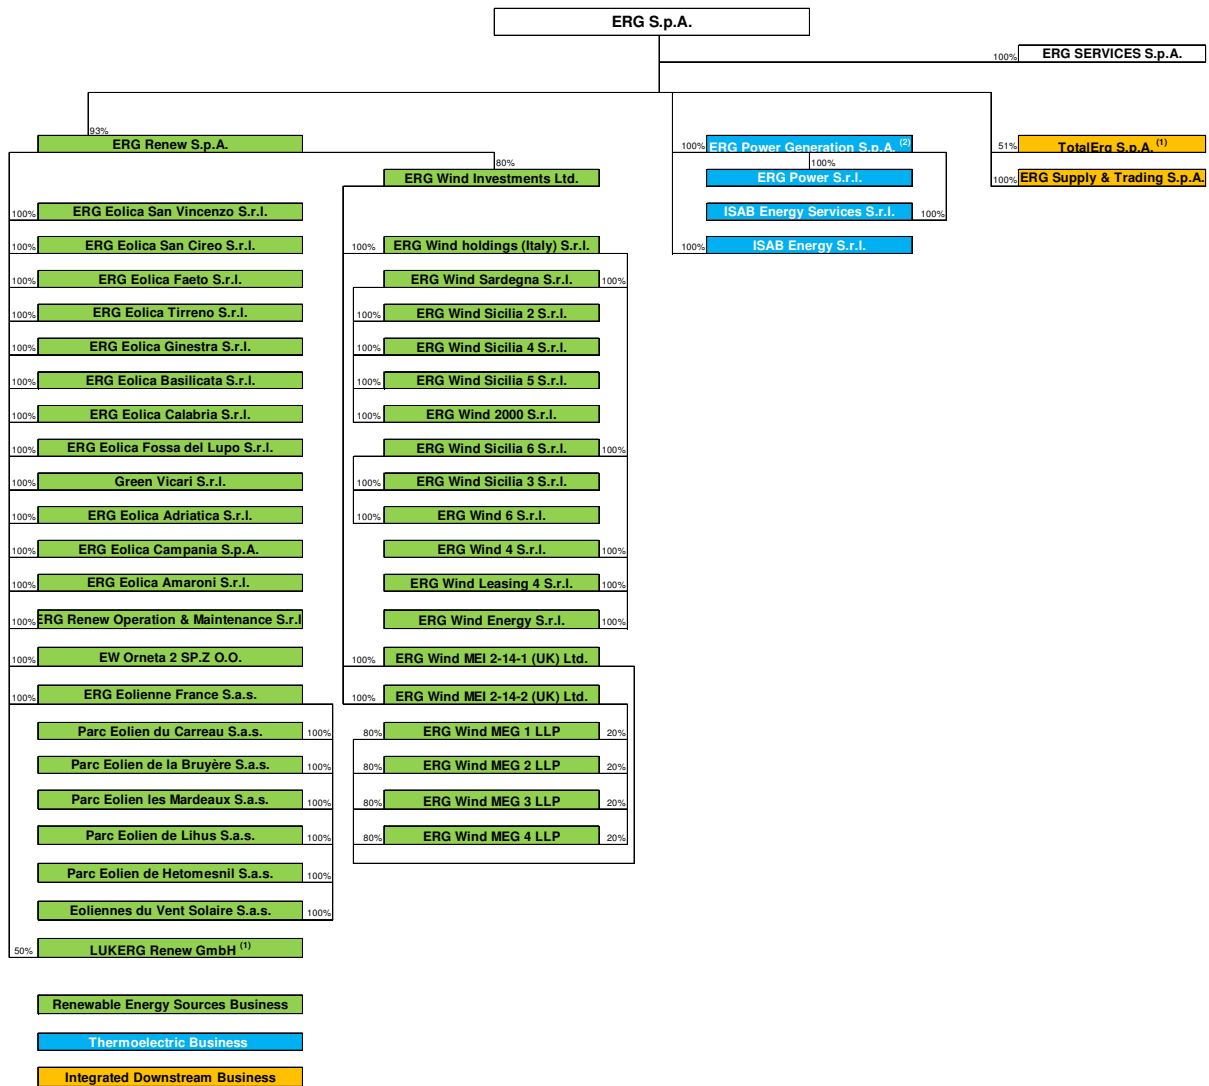 ERG S.p.A.
100% ERG SERVICES S.p.A.
93%
ERG Renew S.p.A.
100% ERG Power Generation S.p.A. (2)
51% TotalErg S.p.A. (1)
80%
100%
ERG Wind Investments Ltd.
ERG Power S.r.l.
100% ERG Supply & Trading S.p.A.
100% ERG Eolica San Vincenzo S.r.l.
ISAB Energy Services S.r.l. 100%
100% ERG Eolica San Cireo S.r.l.
100% ERG Wind holdings (Italy) S.r.l.
100% ISAB Energy S.r.l.
100% ERG Eolica Faeto S.r.l.
ERG Wind Sardegna S.r.l. 100%
100% ERG Eolica Tirreno S.r.l.
100% ERG Wind Sicilia 2 S.r.l.
100% ERG Eolica Ginestra S.r.l.
100% ERG Wind Sicilia 4 S.r.l.
100% ERG Eolica Basilicata S.r.l.
100% ERG Wind Sicilia 5 S.r.l.
100% ERG Eolica Calabria S.r.l.
100% ERG Wind 2000 S.r.l.
100% ERG Eolica Fossa del Lupo S.r.l.
ERG Wind Sicilia 6 S.r.l. 100%
100% Green Vicari S.r.l.
100% ERG Wind Sicilia 3 S.r.l.
100% ERG Eolica Adriatica S.r.l.
100% ERG Wind 6 S.r.l.
100% ERG Eolica Campania S.p.A.
ERG Wind 4 S.r.l. 100%
100% ERG Eolica Amaroni S.r.l.
ERG Wind Leasing 4 S.r.l. 100%
100% ERG Renew Operation & Maintenance S.r.l
ERG Wind Energy S.r.l. 100%
100% EW Orneta 2 SP.Z O.O.
100% ERG Wind MEI 2-14-1 (UK) Ltd.
100% ERG Eolienne France S.a.s.
100% ERG Wind MEI 2-14-2 (UK) Ltd.
Parc Eolien du Carreau S.a.s. 100%
80% ERG Wind MEG 1 LLP 20%
Parc Eolien de la Bruyère S.a.s. 100%
80% ERG Wind MEG 2 LLP 20%
Parc Eolien les Mardeaux S.a.s. 100%
80% ERG Wind MEG 3 LLP 20%
Parc Eolien de Lihus S.a.s. 100%
80% ERG Wind MEG 4 LLP 20%
Parc Eolien de Hetomesnil S.a.s. 100%
Eoliennes du Vent Solaire S.a.s. 100%
50% LUKERG Renew GmbH (1)
Renewable Energy Sources Business
Thermoelectric Business
Integrated Downstream Business